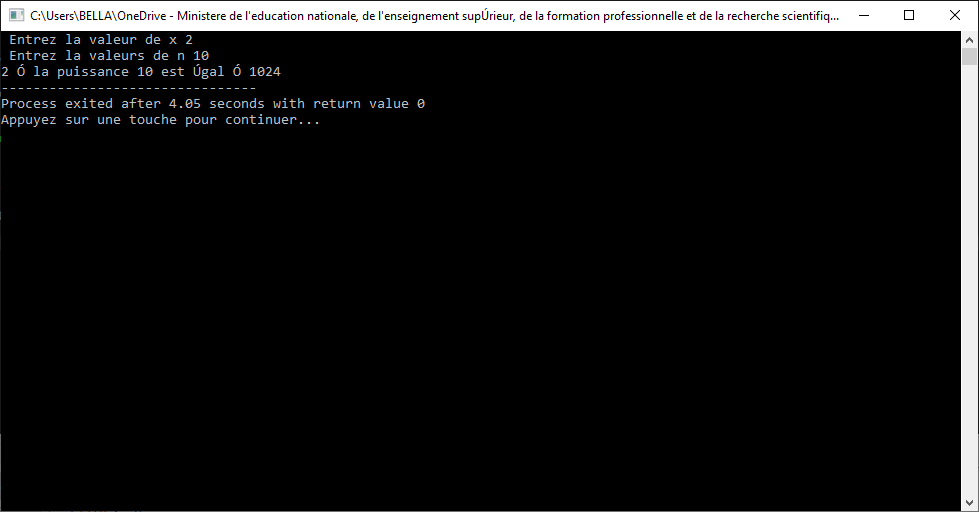 C:\Users\BELLA\OneDrive - Ministere de l'education nationale, de l'enseignement supÚrieur, de la formation professionnelle et de la recherche scientifiq...
Entrez la valeur de x 2
Entrez la valeurs de n 10
2 Ó la puissance 10 est Úgal Ó 1024
--------------------------------
Process exited after 4.05 seconds with return value 0
Appuyez sur une touche pour continuer...